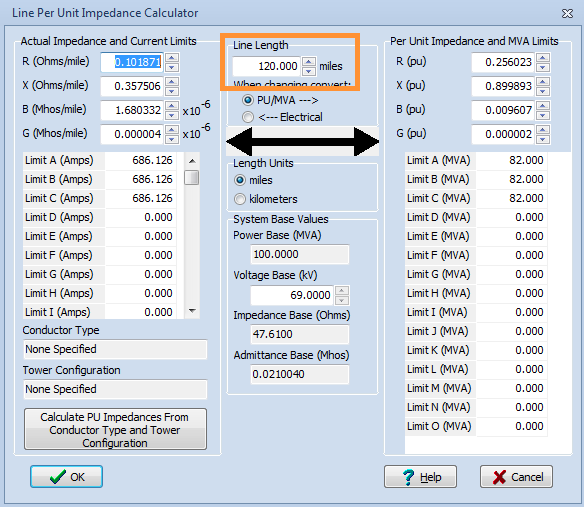 Line Per Unit Impedance Calculator
Actual Impedance and Current Limits
R (Ohms/mile) 0.101871
X (Ohms/mile) 0.357506
B (Mhos/mile) 1.680332 x10-6
G (Mhos/mile) 0.000004 x10-6
Limit A (Amps) 686.126
Limit B (Amps) 686.126
Limit C (Amps) 686.126
Limit D (Amps) 0.000
Limit E (Amps) 0.000
Limit F (Amps) 0.000
Limit G (Amps) 0.000
Limit H (Amps) 0.000
Limit I (Amps) 0.000
Conductor Type
None Specified
Tower Configuration
None Specified
Calculate PU Impedances From
Conductor Type and Tower
Configuration
Line Length
120.000 miles
When changing convert:
PU/MVA --->
<--- Electrical
Length Units
miles
kilometers
System Base Values
Power Base (MVA)
100.0000
Voltage Base (kV)
69.0000
Impedance Base (Ohms)
47.6100
Admittance Base (Mhos)
0.0210040
Per Unit Impedance and MVA Limits
R (pu) 0.256023
X (pu) 0.899893
B (pu) 0.009607
G (pu) 0.000002
Limit A (MVA) 82.000
Limit B (MVA) 82.000
Limit C (MVA) 82.000
Limit D (MVA) 0.000
Limit E (MVA) 0.000
Limit F (MVA) 0.000
Limit G (MVA) 0.000
Limit H (MVA) 0.000
Limit I (MVA) 0.000
Limit J (MVA) 0.000
Limit K (MVA) 0.000
Limit L (MVA) 0.000
Limit M (MVA) 0.000
Limit N (MVA) 0.000
Limit O (MVA) 0.000
OK
? Help
Cancel